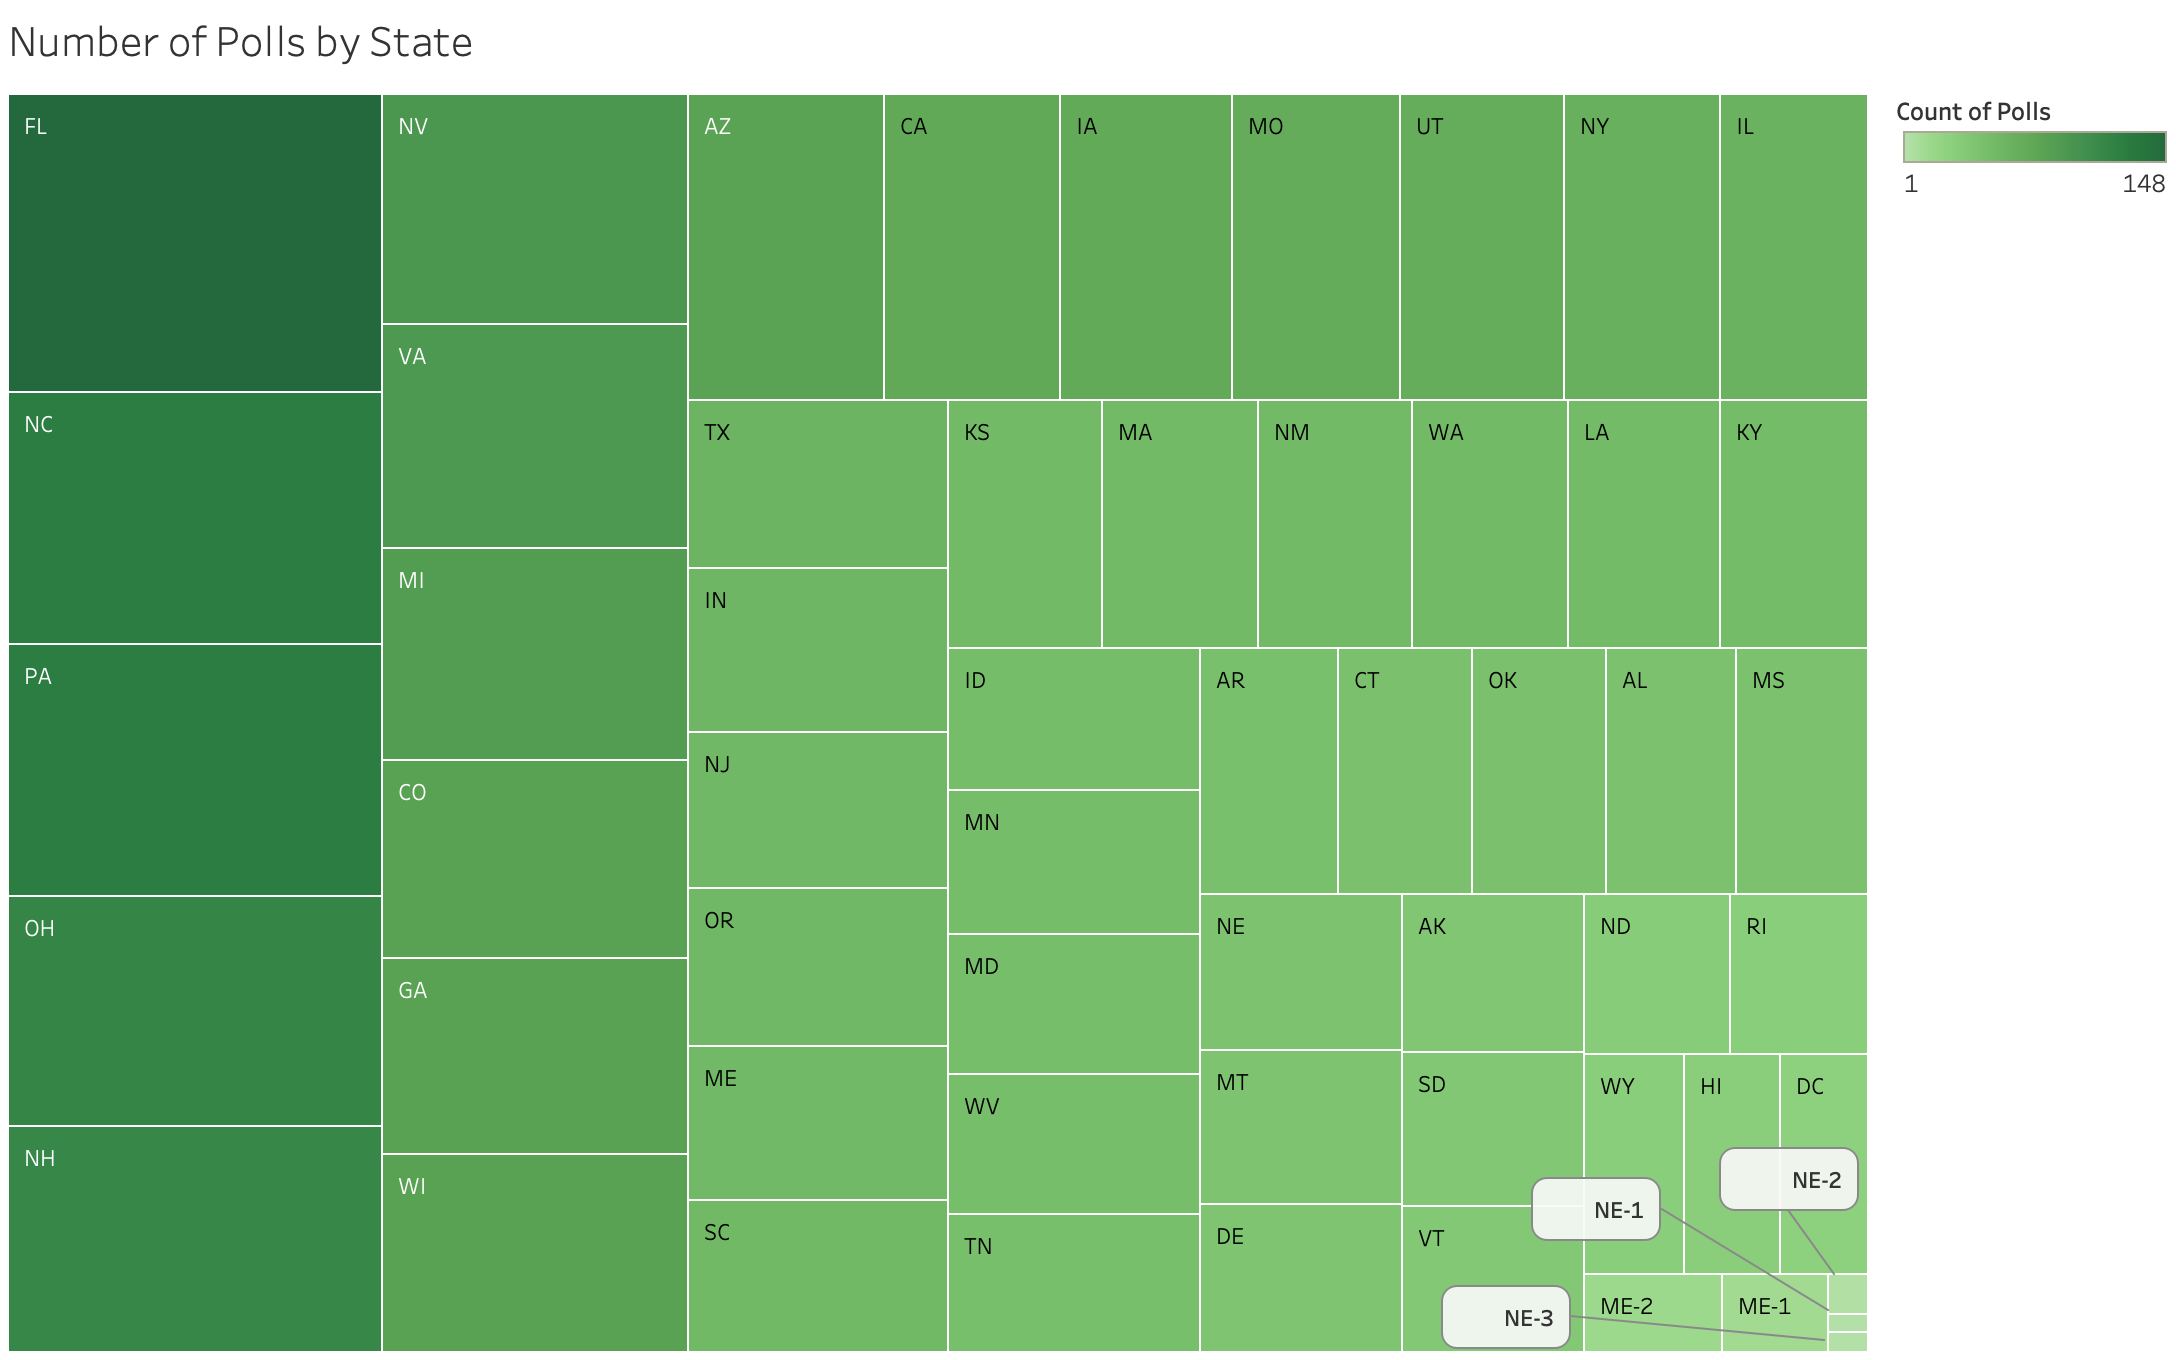 Number of Polls by State
Count of Polls
1 148
FL
NC
PA
OH
NH
NV
VA
MI
CO
GA
WI
AZ
CA
IA
MO
UT
NY
IL
TX
IN
NJ
OR
ME
SC
KS
MA
NM
WA
LA
KY
ID
MN
MD
WV
TN
AR
CT
OK
AL
MS
NE
MT
DE
AK
SD
VT
ND
RI
WY
HI
DC
NE-2
NE-1
NE-3
ME-2
ME-1